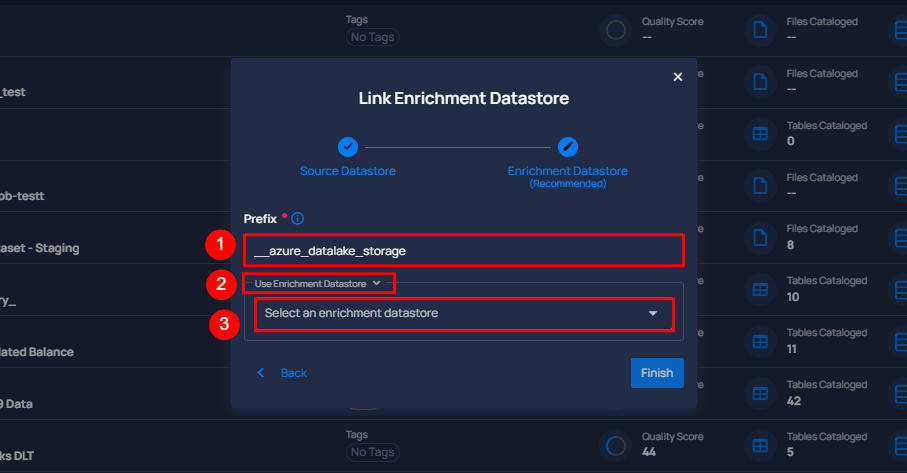 Tags
No Tags
Quality Score
--
Files Cataloged
--
_test
Files Cataloged
--
Link Enrichment Datastore
Tables Cataloged
0
Source Datastore
Enrichment Datastore
(Recommended)
ob-testt
Files Cataloged
--
Prefix *
1
__azure_datalake_storage
taset - Staging
Files Cataloged
8
2
Use Enrichment Datastore
ry_
3
Select an enrichment datastore
Tables Cataloged
10
lated Balance
Tables Cataloged
11
Back
Finish
9 Data
Tables Cataloged
42
ks DLT
Tags
No Tags
Quality Score
44
Tables Cataloged
5